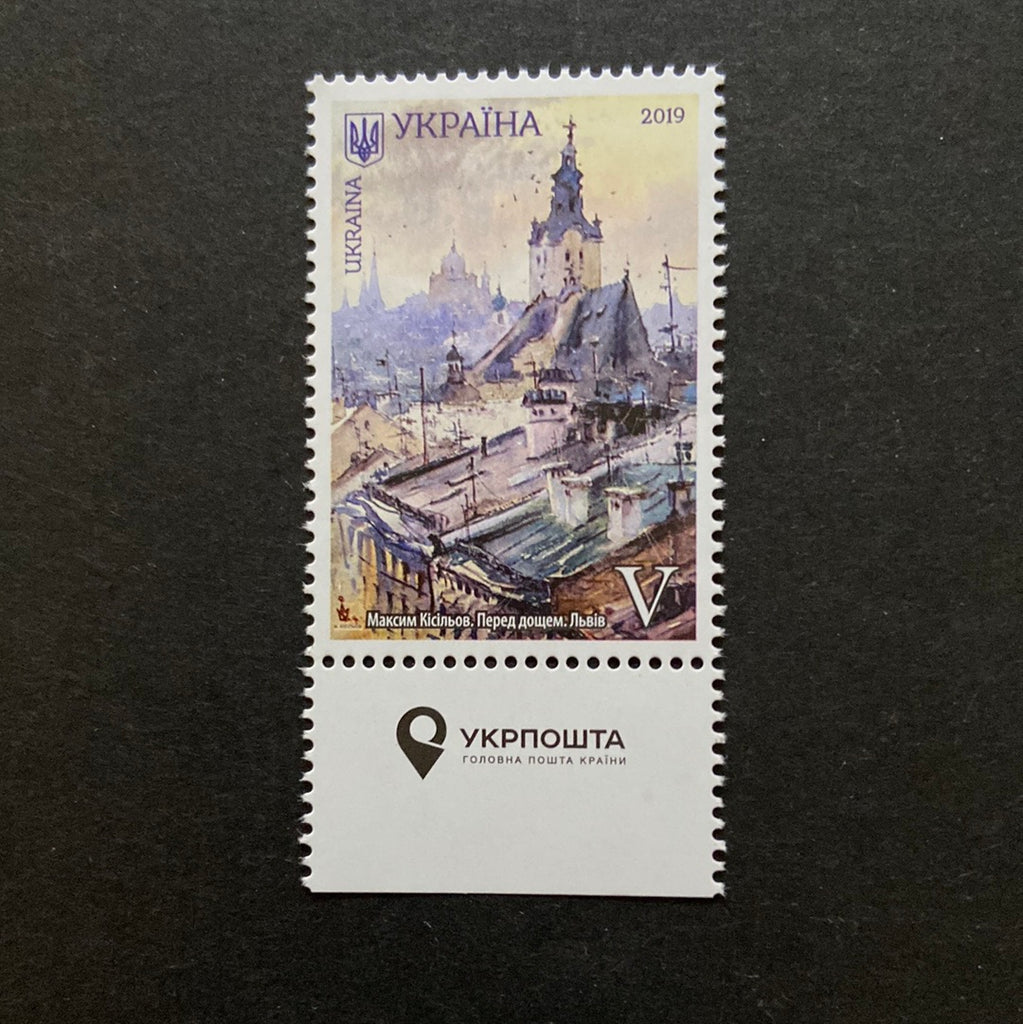 УКРАЇНА
2019
UKRAINA
V
Максим Кісільов. Перед дощем. Львів
УКРПОШТА
ГОЛОВНА ПОШТА КРАЇНИ